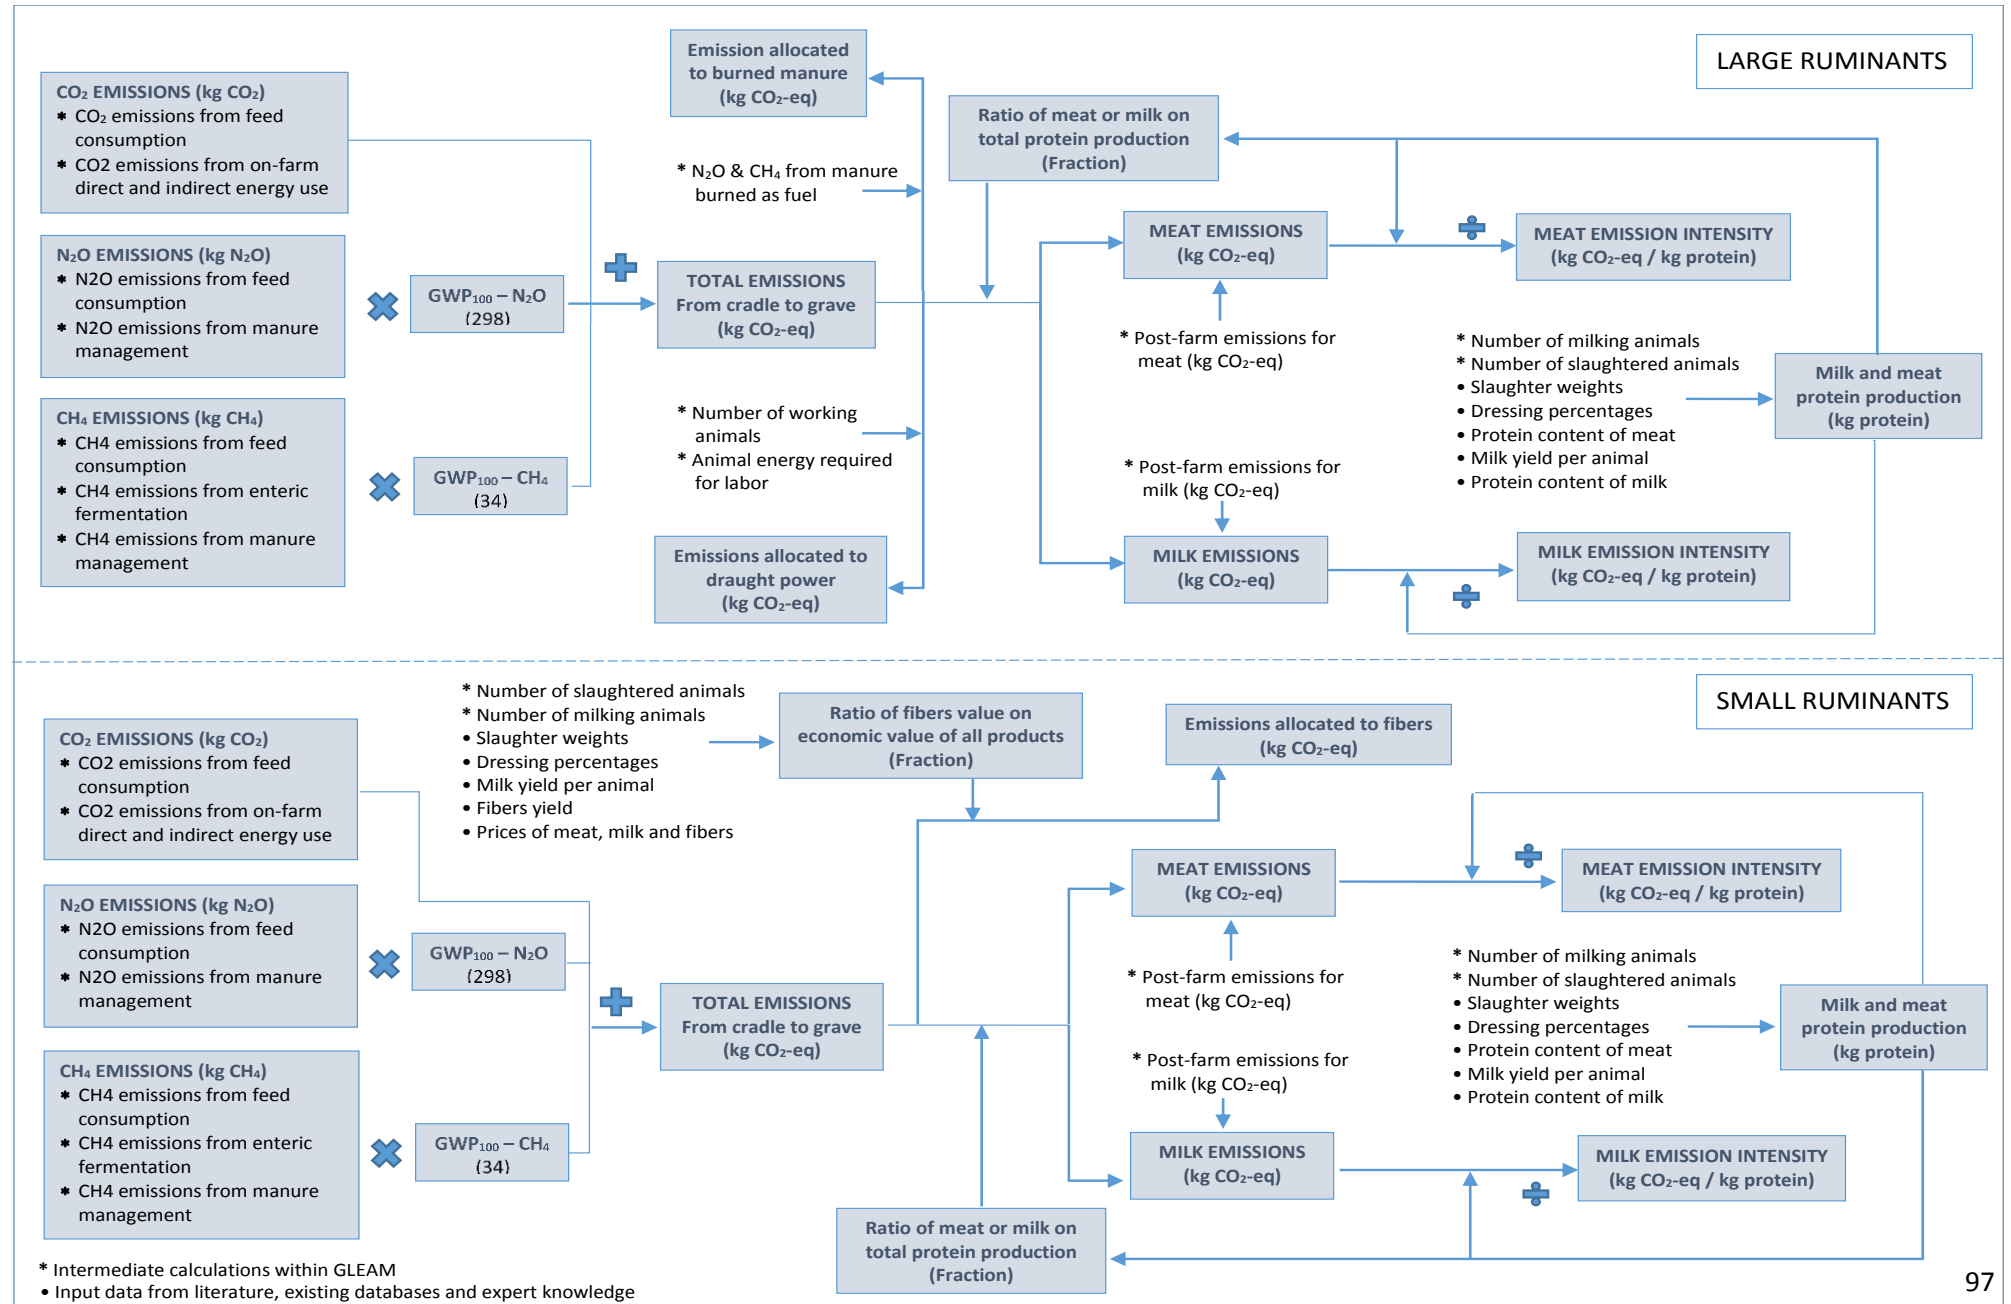 LARGE RUMINANTS
CO₂ EMISSIONS (kg CO₂)
* CO₂ emissions from feed
consumption
* CO2 emissions from on-farm
direct and indirect energy use
N₂O EMISSIONS (kg N₂O)
* N2O emissions from feed
consumption
* N2O emissions from manure
management
CH₄ EMISSIONS (kg CH₄)
* CH4 emissions from feed
consumption
* CH4 emissions from enteric
fermentation
* CH4 emissions from manure
management
GWP₁₀₀ – N₂O
(298)
GWP₁₀₀ – CH₄
(34)
Emission allocated
to burned manure
(kg CO₂-eq)
* N₂O & CH₄ from manure
burned as fuel
TOTAL EMISSIONS
From cradle to grave
(kg CO₂-eq)
* Number of working
animals
* Animal energy required
for labor
Emissions allocated to
draught power
(kg CO₂-eq)
Ratio of meat or milk on
total protein production
(Fraction)
MEAT EMISSIONS
(kg CO₂-eq)
* Post-farm emissions for
meat (kg CO₂-eq)
* Post-farm emissions for
milk (kg CO₂-eq)
MILK EMISSIONS
(kg CO₂-eq)
MEAT EMISSION INTENSITY
(kg CO₂-eq / kg protein)
* Number of milking animals
* Number of slaughtered animals
• Slaughter weights
• Dressing percentages
• Protein content of meat
• Milk yield per animal
• Protein content of milk
Milk and meat
protein production
(kg protein)
MILK EMISSION INTENSITY
(kg CO₂-eq / kg protein)
SMALL RUMINANTS
CO₂ EMISSIONS (kg CO₂)
* CO2 emissions from feed
consumption
* CO2 emissions from on-farm
direct and indirect energy use
N₂O EMISSIONS (kg N₂O)
* N2O emissions from feed
consumption
* N2O emissions from manure
management
CH₄ EMISSIONS (kg CH₄)
* CH4 emissions from feed
consumption
* CH4 emissions from enteric
fermentation
* CH4 emissions from manure
management
GWP₁₀₀ – N₂O
(298)
GWP₁₀₀ – CH₄
(34)
* Number of slaughtered animals
* Number of milking animals
• Slaughter weights
• Dressing percentages
• Milk yield per animal
• Fibers yield
• Prices of meat, milk and fibers
Ratio of fibers value on
economic value of all products
(Fraction)
Emissions allocated to fibers
(kg CO₂-eq)
TOTAL EMISSIONS
From cradle to grave
(kg CO₂-eq)
MEAT EMISSIONS
(kg CO₂-eq)
* Post-farm emissions for
meat (kg CO₂-eq)
* Post-farm emissions for
milk (kg CO₂-eq)
MILK EMISSIONS
(kg CO₂-eq)
Ratio of meat or milk on
total protein production
(Fraction)
MEAT EMISSION INTENSITY
(kg CO₂-eq / kg protein)
* Number of milking animals
* Number of slaughtered animals
• Slaughter weights
• Dressing percentages
• Protein content of meat
• Milk yield per animal
• Protein content of milk
Milk and meat
protein production
(kg protein)
MILK EMISSION INTENSITY
(kg CO₂-eq / kg protein)
* Intermediate calculations within GLEAM
• Input data from literature, existing databases and expert knowledge
97